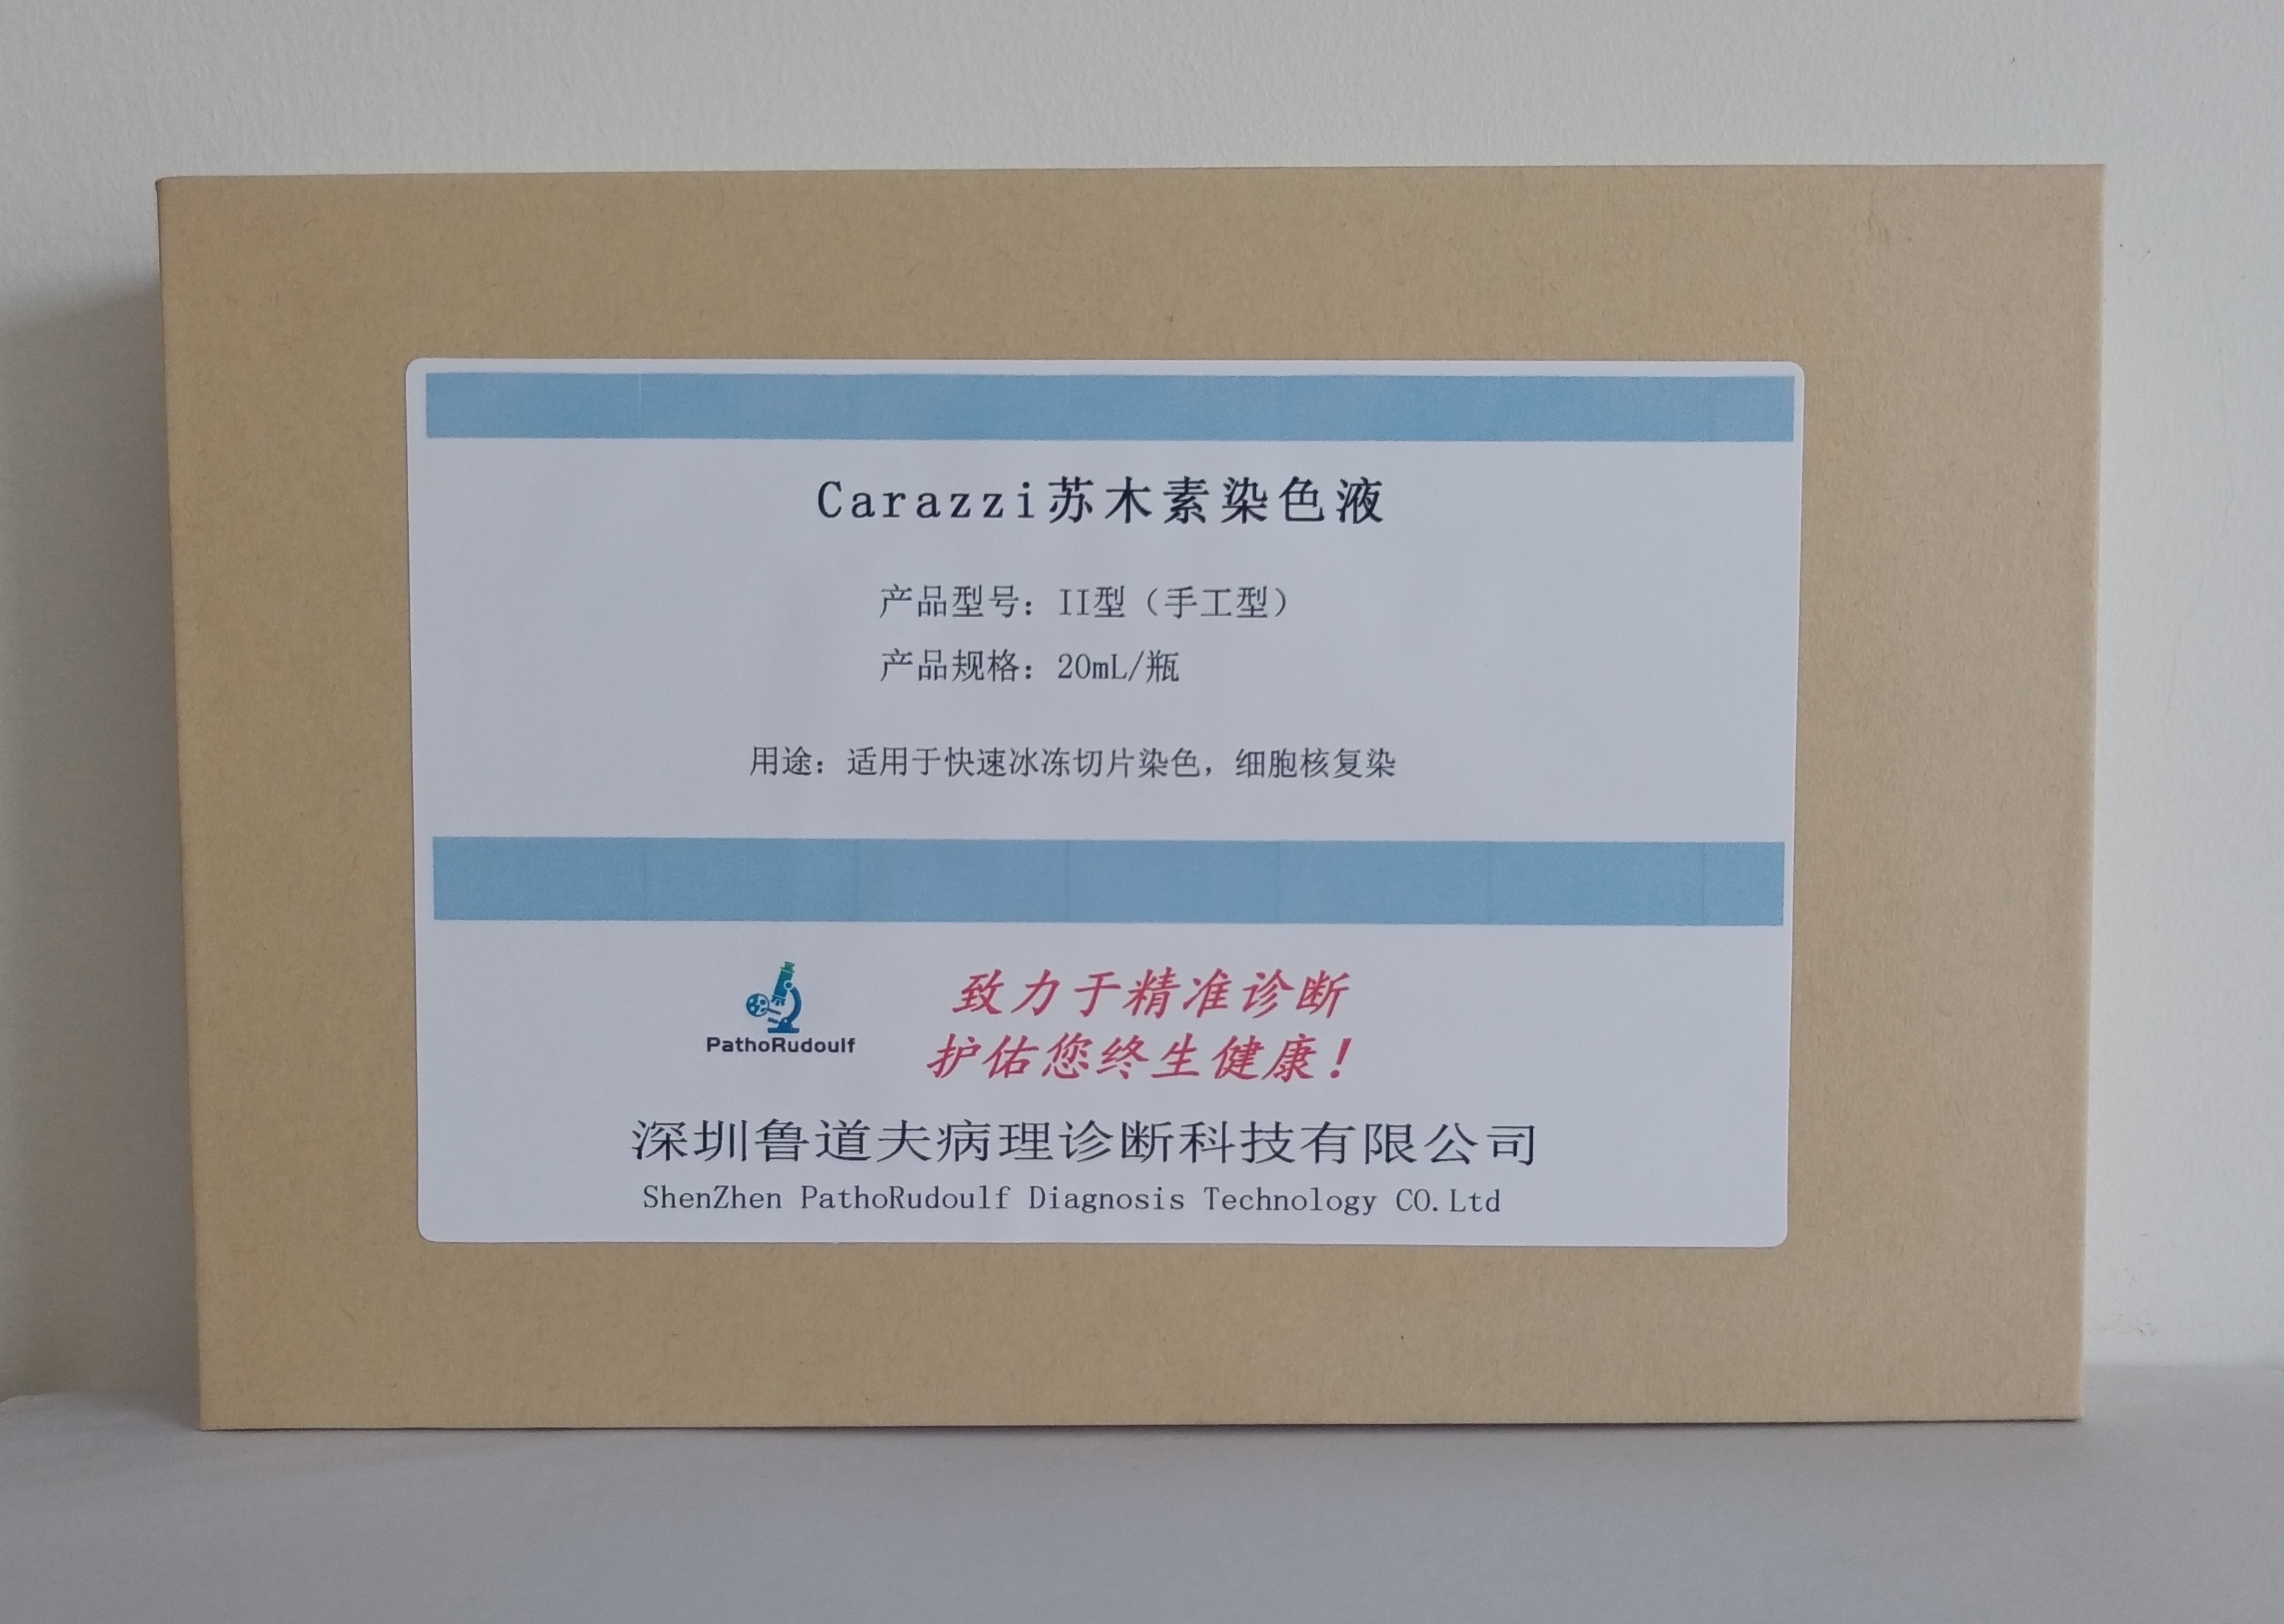 Carazzi苏木素染色液
产品型号：II型（手工型）
产品规格：20mL/瓶
用途：适用于快速冰冻切片染色，细胞核复染
PathoRudoulf
致力于精准诊断
护佑您终生健康！
深圳鲁道夫病理诊断科技有限公司
ShenZhen PathoRudoulf Diagnosis Technology CO.Ltd